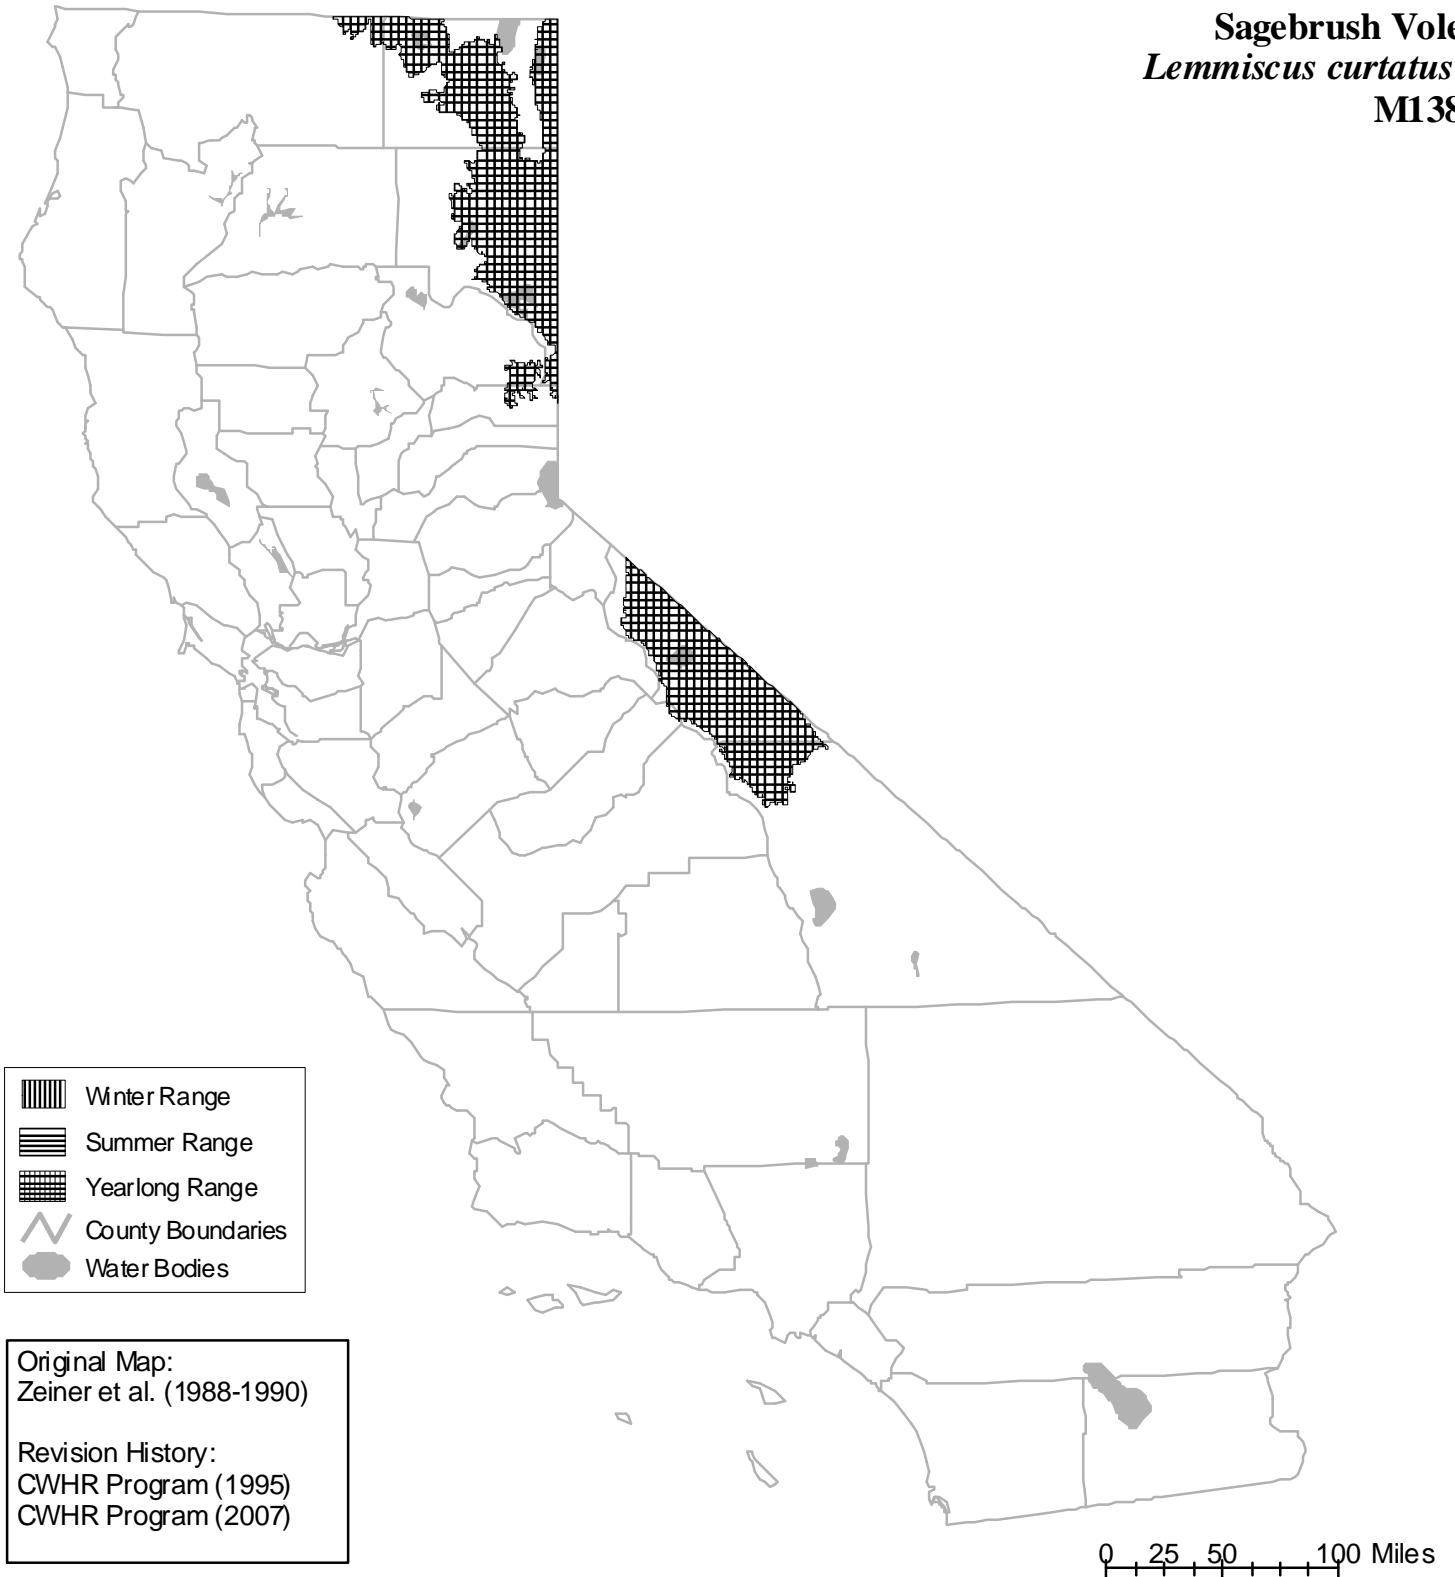 Sagebrush Vole
Lemmiscus curtatus
M138
Winter Range
Summer Range
Yearlong Range
County Boundaries
Water Bodies
Original Map:
Zeiner et al. (1988-1990)
Revision History:
CWHR Program (1995)
CWHR Program (2007)
0 25 50 100 Miles